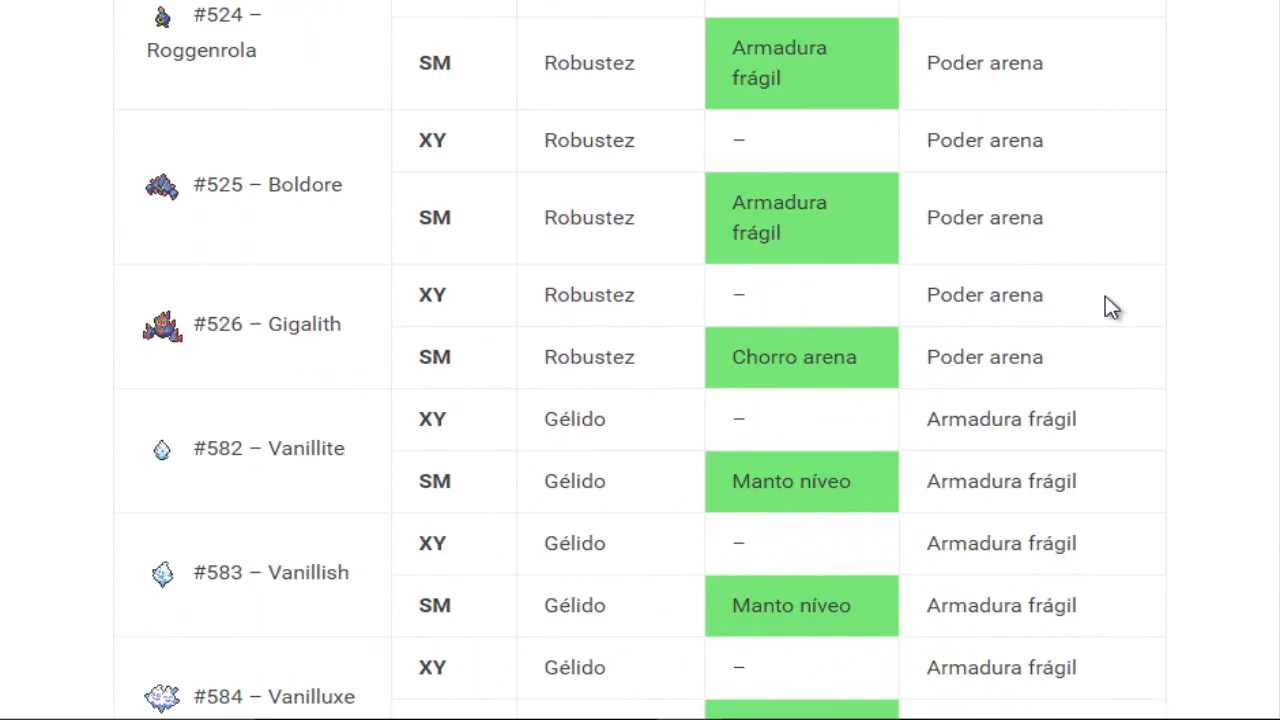 #524 –
Roggenrola
SM Robustez Armadura frágil Poder arena
#525 – Boldore
XY Robustez – Poder arena
SM Robustez Armadura frágil Poder arena
#526 – Gigalith
XY Robustez – Poder arena
SM Robustez Chorro arena Poder arena
#582 – Vanillite
XY Gélido – Armadura frágil
SM Gélido Manto níveo Armadura frágil
#583 – Vanillish
XY Gélido – Armadura frágil
SM Gélido Manto níveo Armadura frágil
#584 – Vanilluxe
XY Gélido – Armadura frágil